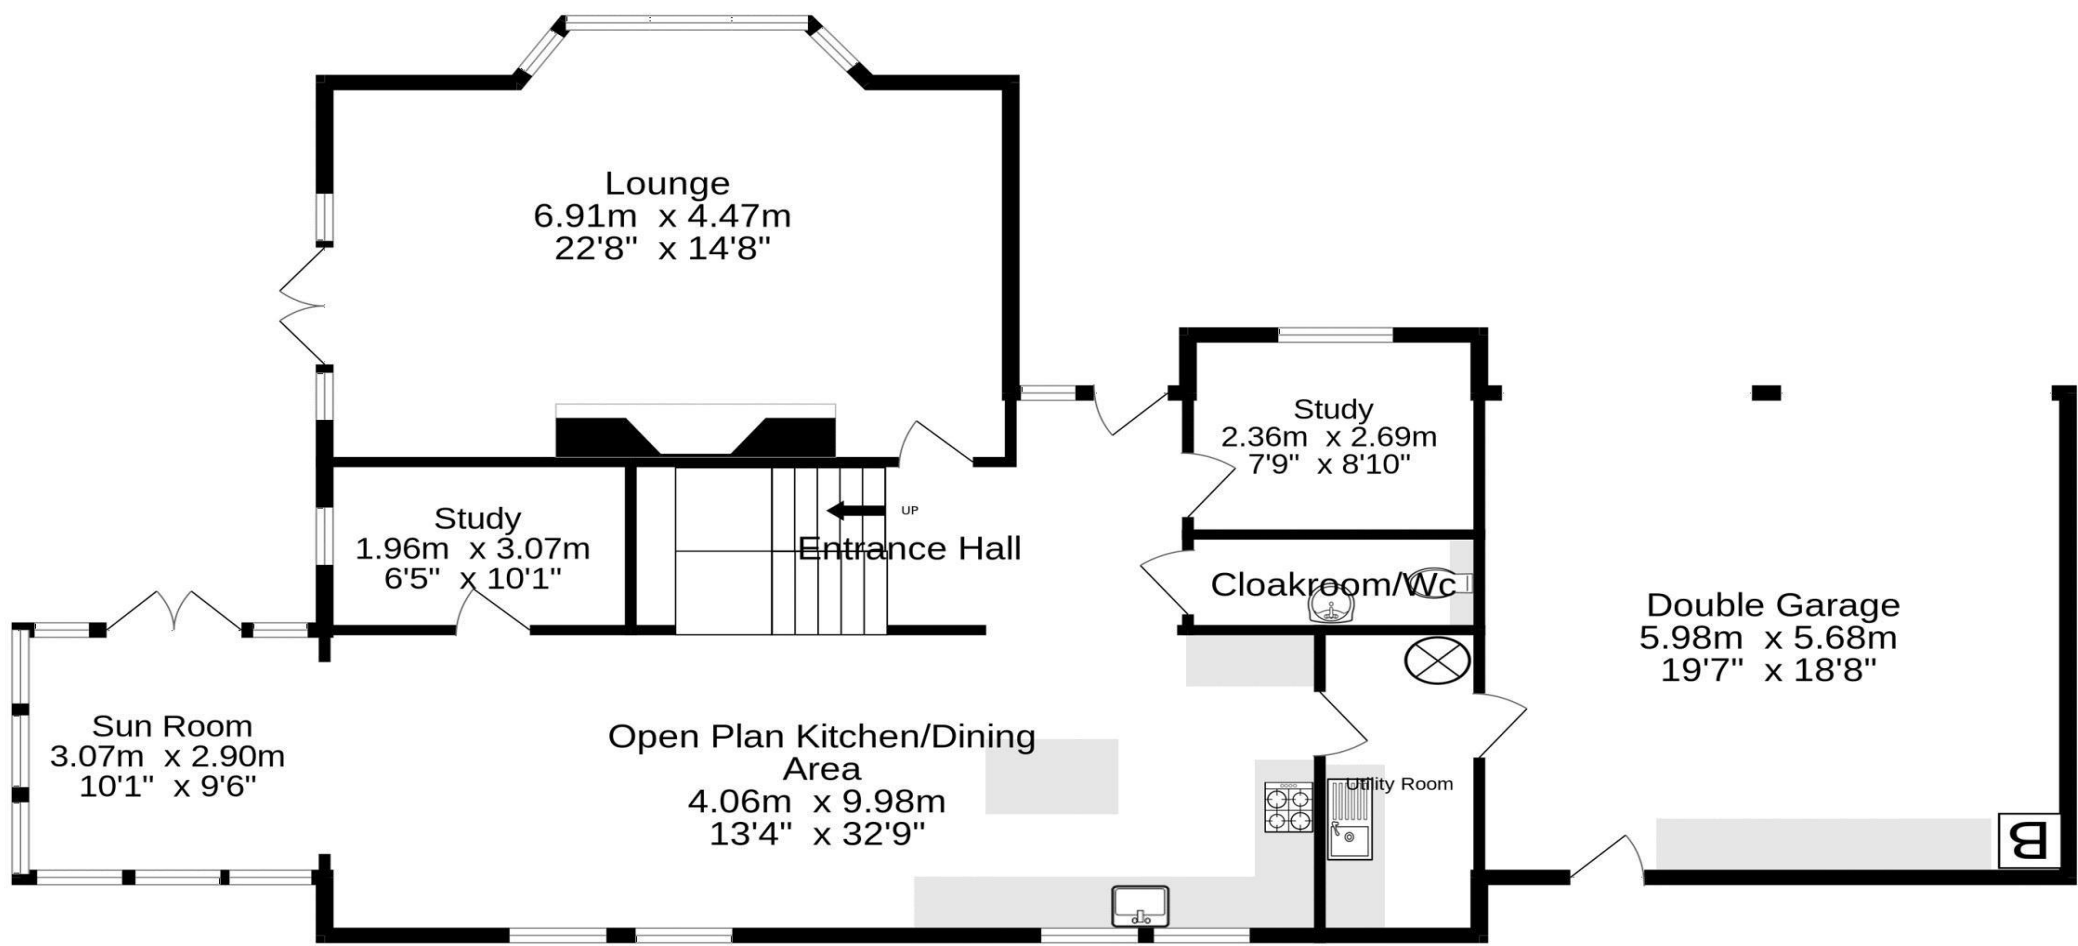 Lounge
6.91m x 4.47m
22'8" x 14'8"
Study
2.36m x 2.69m
7'9" x 8'10"
UP
Study
1.96m x 3.07m
6'5" x 10'1"
Entrance Hall
Cloakroom/Wc
Double Garage
5.98m x 5.68m
19'7" x 18'8"
Sun Room
3.07m x 2.90m
10'1" x 9'6"
Open Plan Kitchen/Dining
Area
4.06m x 9.98m
13'4" x 32'9"
Utility Room
B